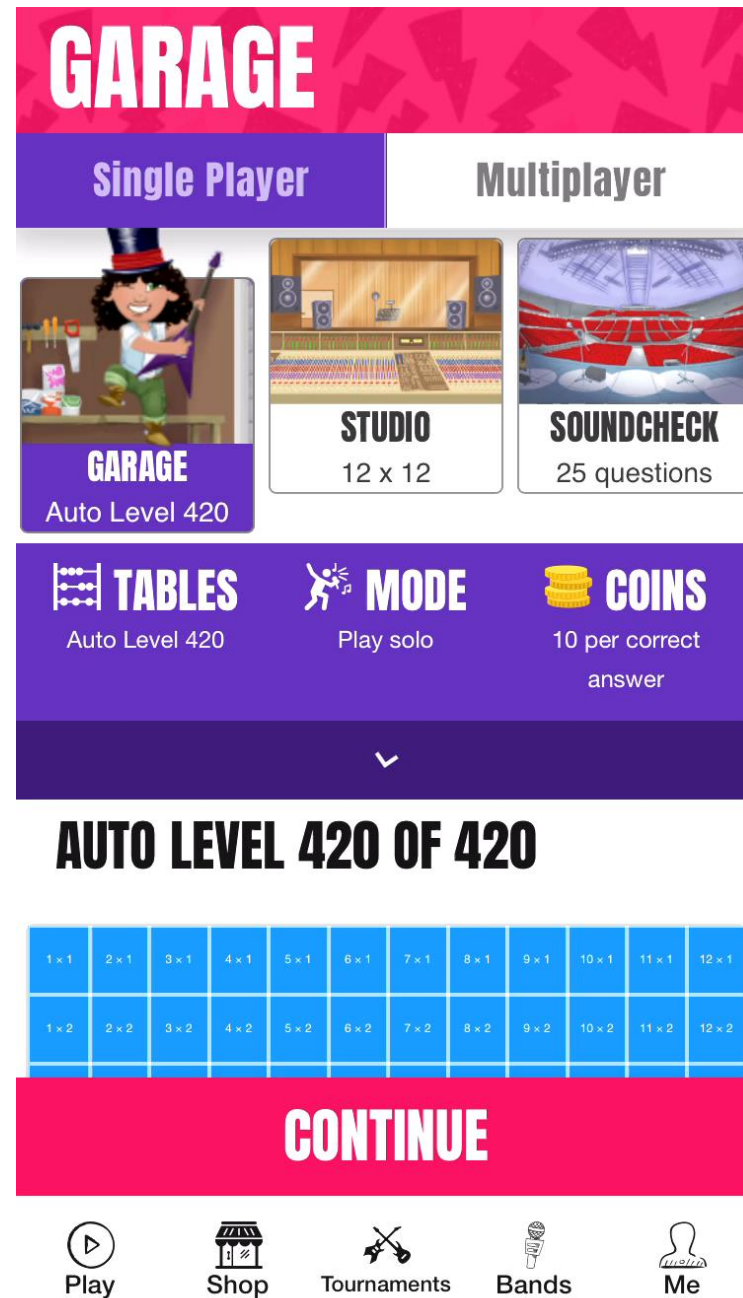 GARAGE
Single Player
Multiplayer
GARAGE
Auto Level 420
STUDIO
12 x 12
SOUNDCHECK
25 questions
TABLES
Auto Level 420
MODE
Play solo
COINS
10 per correct
answer
AUTO LEVEL 420 OF 420
1 × 1 2 × 1 3 × 1 4 × 1 5 × 1 6 × 1 7 × 1 8 × 1 9 × 1 10 × 1 11 × 1 12 × 1
1 × 2 2 × 2 3 × 2 4 × 2 5 × 2 6 × 2 7 × 2 8 × 2 9 × 2 10 × 2 11 × 2 12 × 2
CONTINUE
Play Shop Tournaments Bands Me